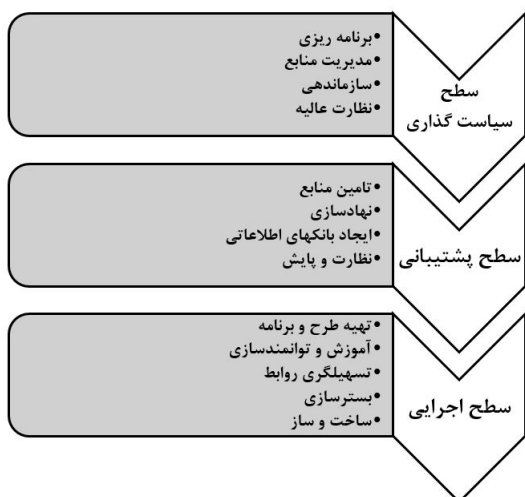 سطح
سیاست گذاری
•برنامه ریزی
•مدیریت منابع
•سازماندهی
•نظارت عالیه
سطح پشتیبانی
•تامین منابع
•نهادسازی
•ایجاد بانکهای اطلاعاتی
•نظارت و پایش
سطح اجرایی
•تهیه طرح و برنامه
•آموزش و توانمندسازی
•تسهیلگری روابط
•بسترسازی
•ساخت و ساز